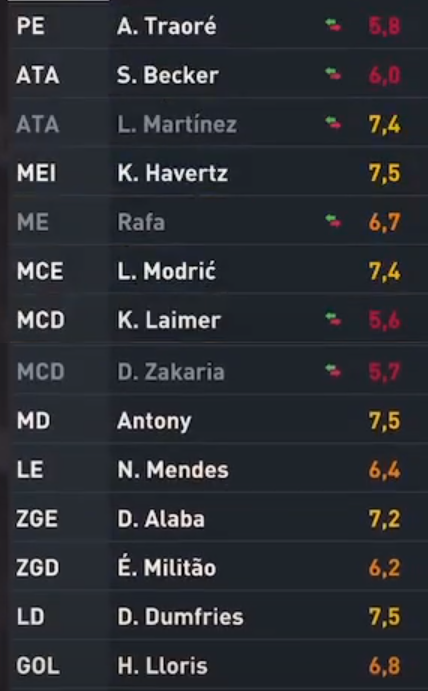 PE A. Traoré 5,8
ATA S. Becker 6,0
ATA L. Martínez 7,4
MEI K. Havertz 7,5
ME Rafa 6,7
MCE L. Modrić 7,4
MCD K. Laimer 5,6
MCD D. Zakaria 5,7
MD Antony 7,5
LE N. Mendes 6,4
ZGE D. Alaba 7,2
ZGD É. Militão 6,2
LD D. Dumfries 7,5
GOL H. Lloris 6,8